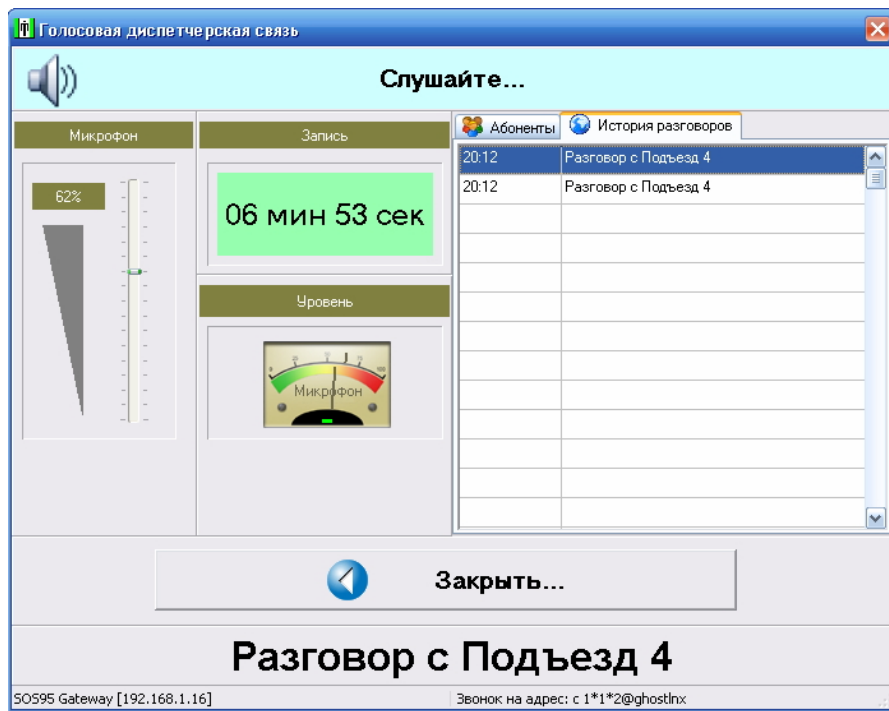 Голосовая диспетчерская связь
Слушайте...
Микрофон
62%
Запись
06 мин 53 сек
Уровень
Микрофон
Абоненты
История разговоров
20:12 Разговор с Подъезд 4
20:12 Разговор с Подъезд 4
Закрыть...
Разговор с Подъезд 4
SOS95 Gateway [192.168.1.16]
Звонок на адрес: с 1*1*2@ghostlnx